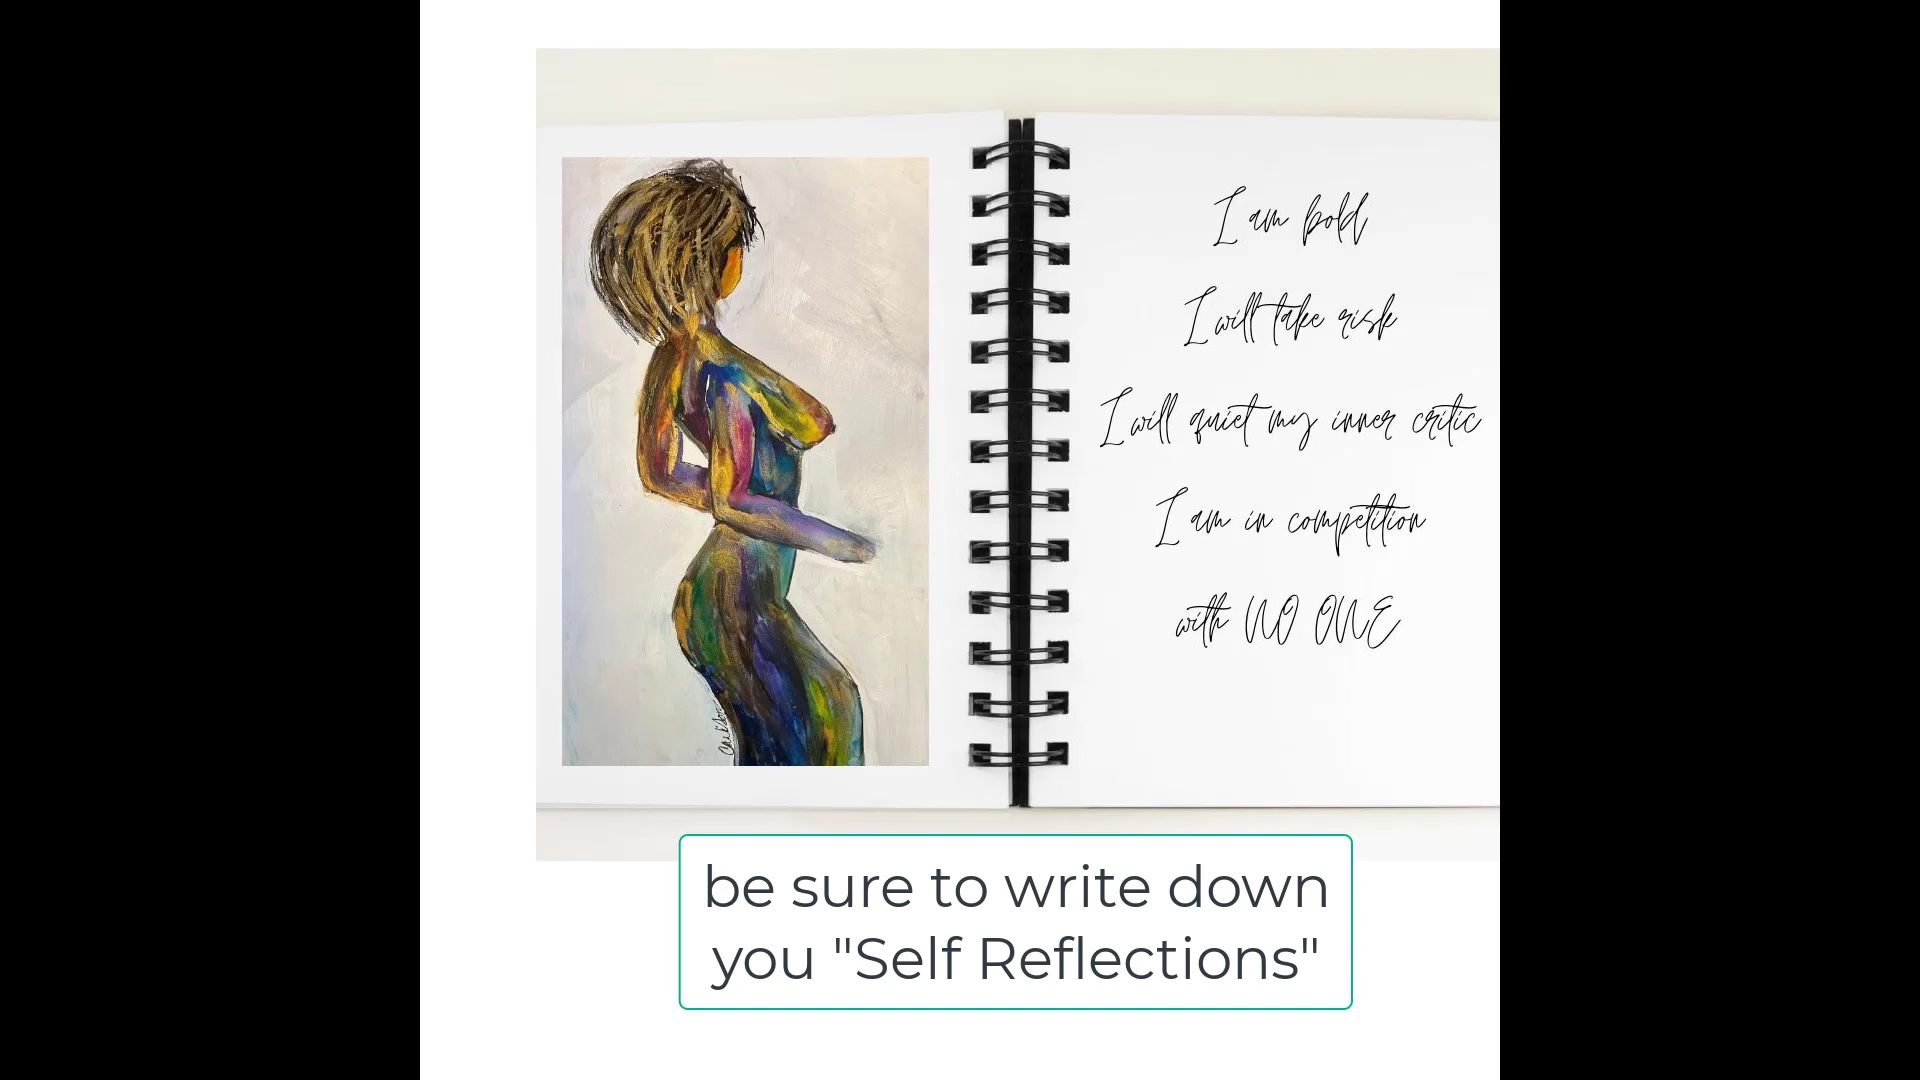 I am bold
I will take risk
I will quiet my inner critic
I am in competition
with NO ONE
be sure to write down
you "Self Reflections"